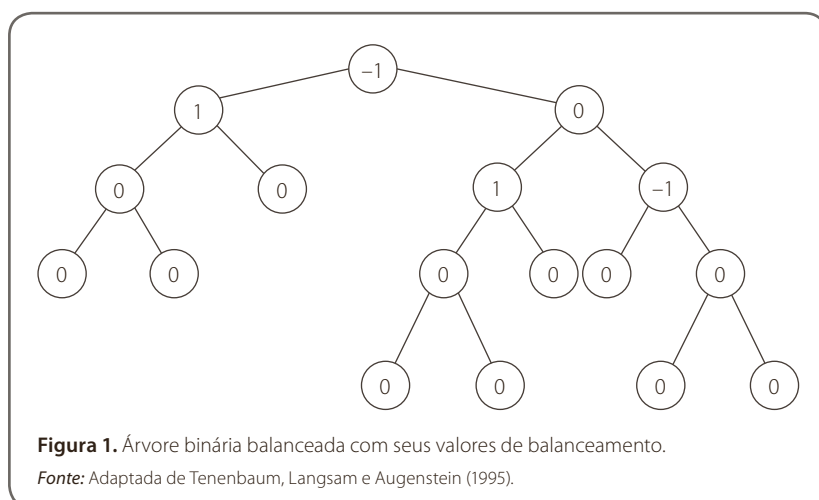 –1
1 0
0 0 1 –1
0 0 0 0 0 0
0 0 0 0
Figura 1. Árvore binária balanceada com seus valores de balanceamento.
Fonte: Adaptada de Tenenbaum, Langsam e Augenstein (1995).